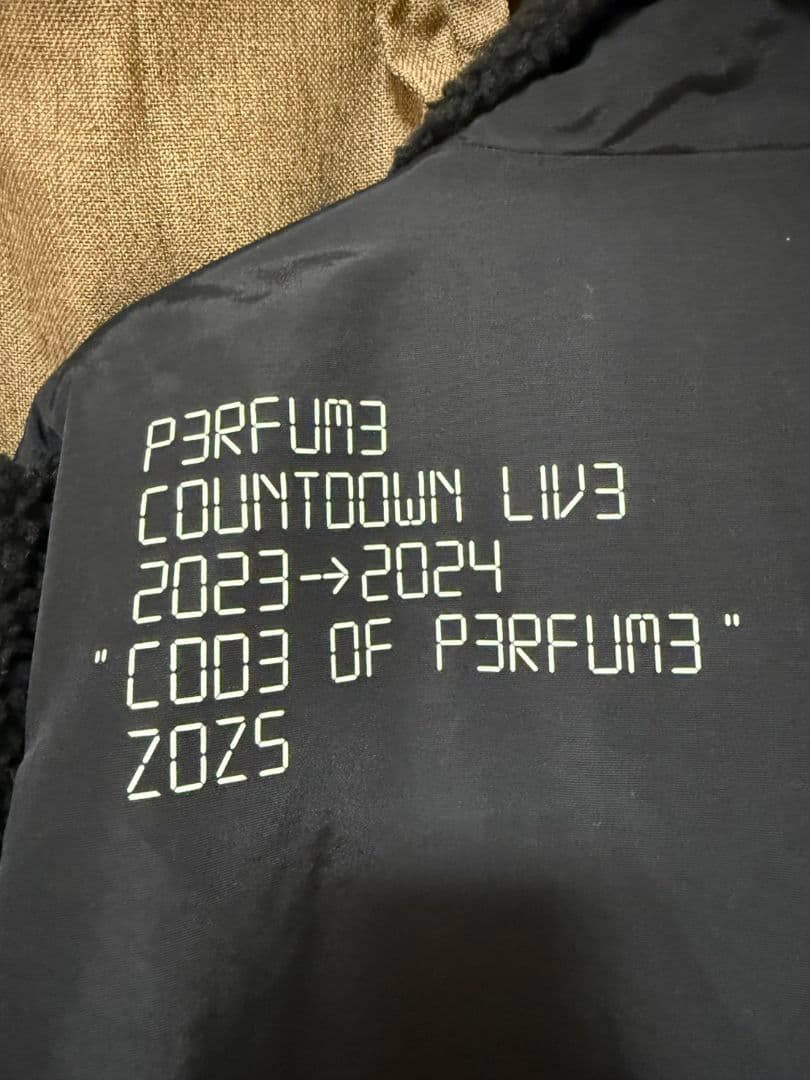 P3RFUM3
COUNTDOWN LIV3
2023→2024
"COD3 OF P3RFUM3"
ZOZ5